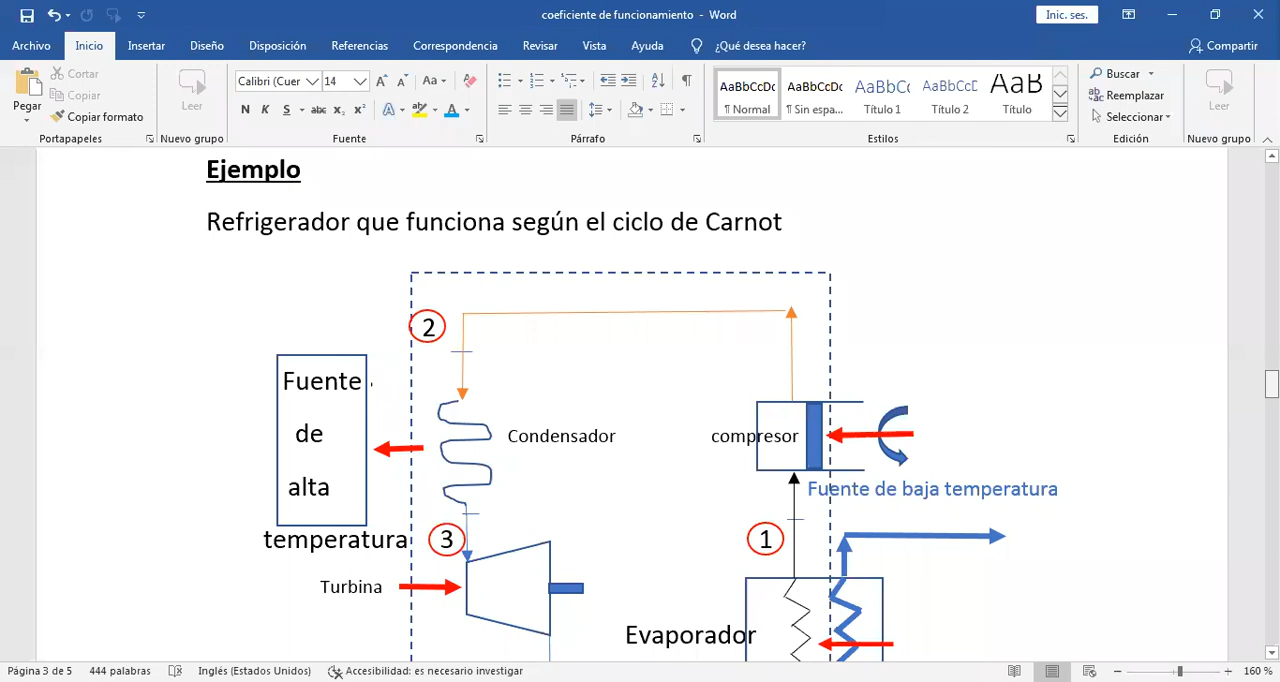 coeficiente de funcionamiento - Word
Inic. ses.
Archivo Inicio Insertar Diseño Disposición Referencias Correspondencia Revisar Vista Ayuda ¿Qué desea hacer? Compartir
Pegar
Cortar
Copiar
Copiar formato
Portapapeles
Leer
Nuevo grupo
Calibri (Cuer 14
Aa
N K S abc x₂ x²
Fuente
Párrafo
AaBbCcDc AaBbCcDc AaBbCc AaBbCcD AaB
¶ Normal ¶ Sin espa... Título 1 Título 2 Título
Estilos
Buscar
Reemplazar
Seleccionar
Edición
Leer
Nuevo grupo
Ejemplo
Refrigerador que funciona según el ciclo de Carnot
2
Fuente
de
alta
temperatura
Condensador
compresor
Fuente de baja temperatura
3
1
Turbina
Evaporador
Página 3 de 5 444 palabras Inglés (Estados Unidos) Accesibilidad: es necesario investigar 160 %